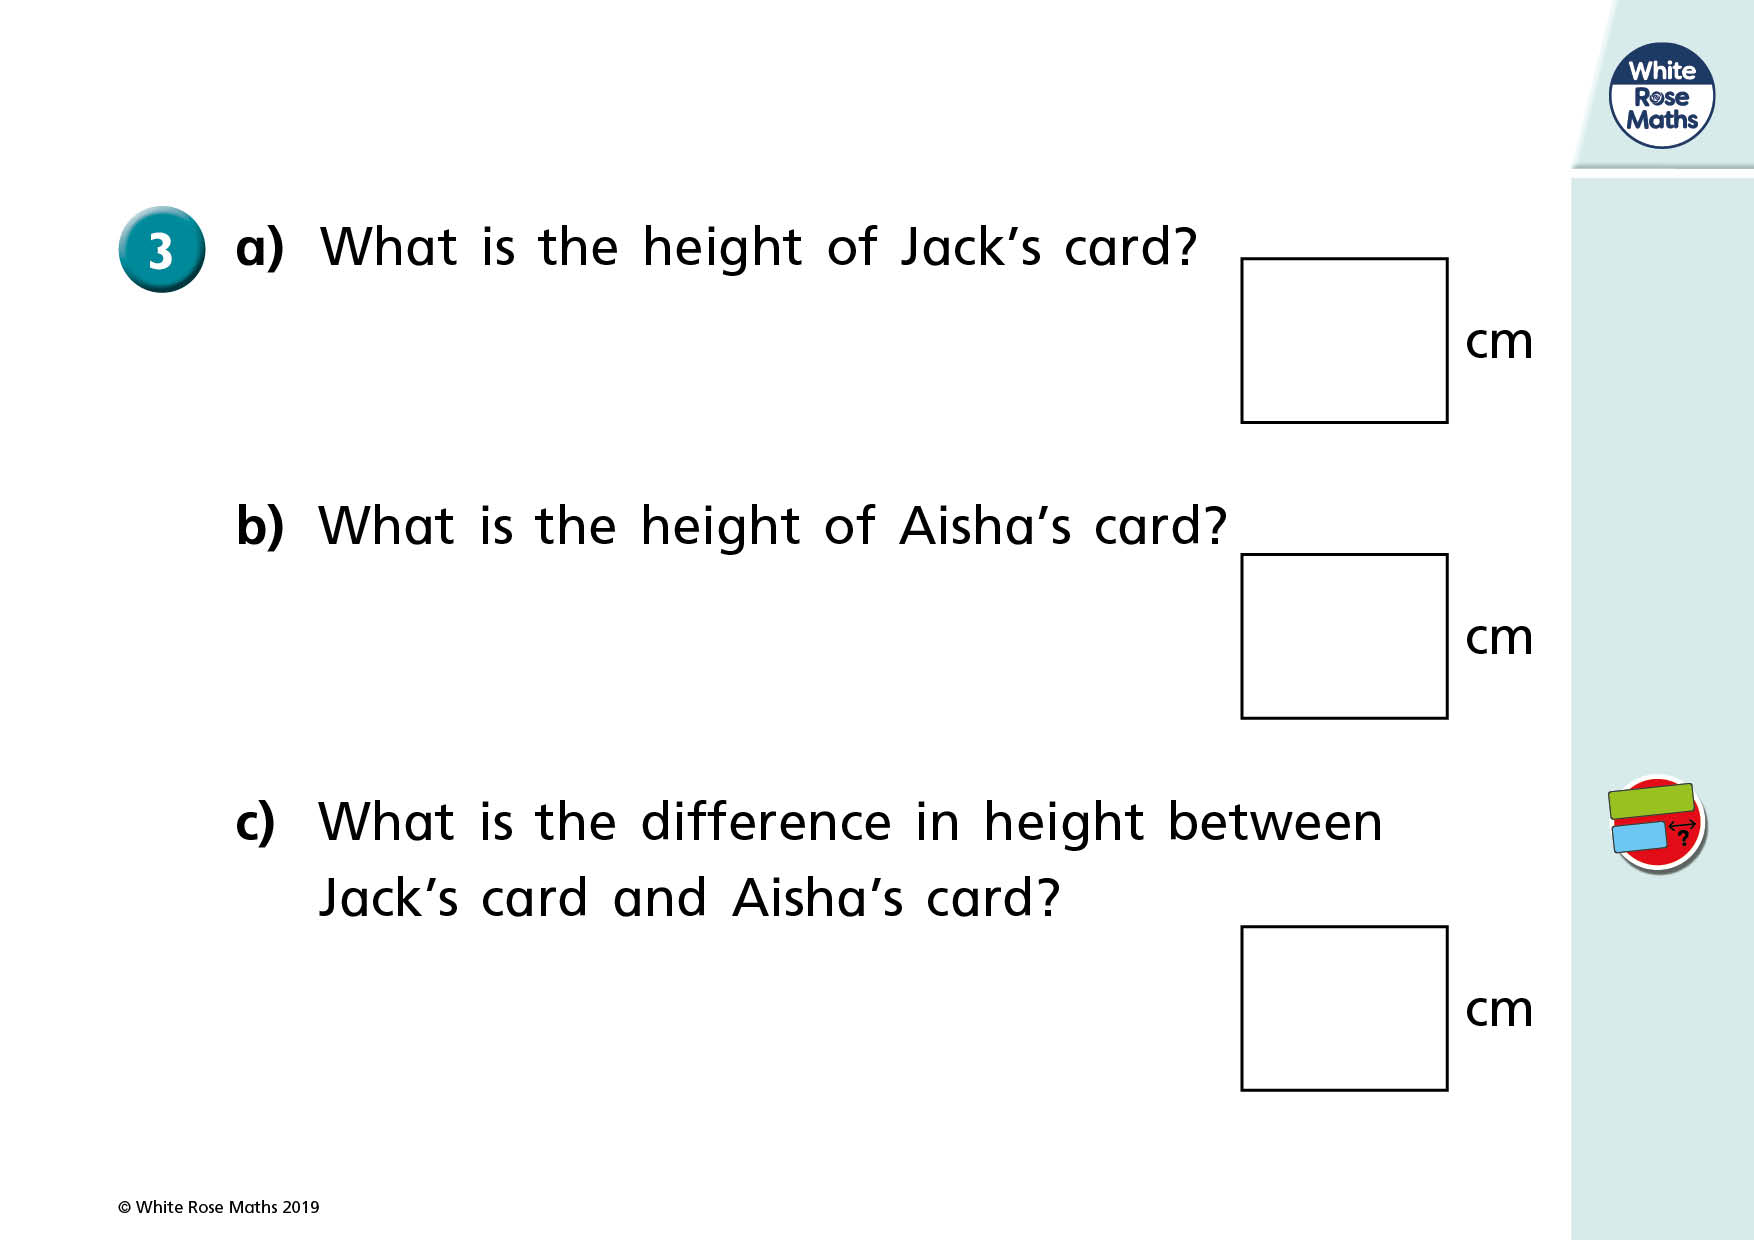 White
Rose
Maths
3 a) What is the height of Jack’s card?
cm
b) What is the height of Aisha’s card?
cm
c) What is the difference in height between
Jack’s card and Aisha’s card?
?
cm
© White Rose Maths 2019